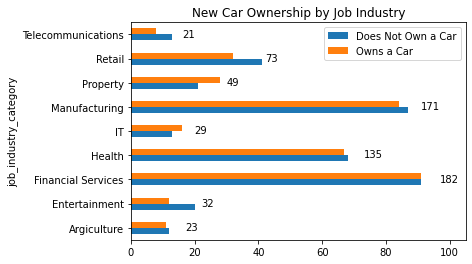 New Car Ownership by Job Industry
Does Not Own a Car
Owns a Car
job_industry_category
Telecommunications 21
Retail 73
Property 49
Manufacturing 171
IT 29
Health 135
Financial Services 182
Entertainment 32
Argiculture 23
0 20 40 60 80 100